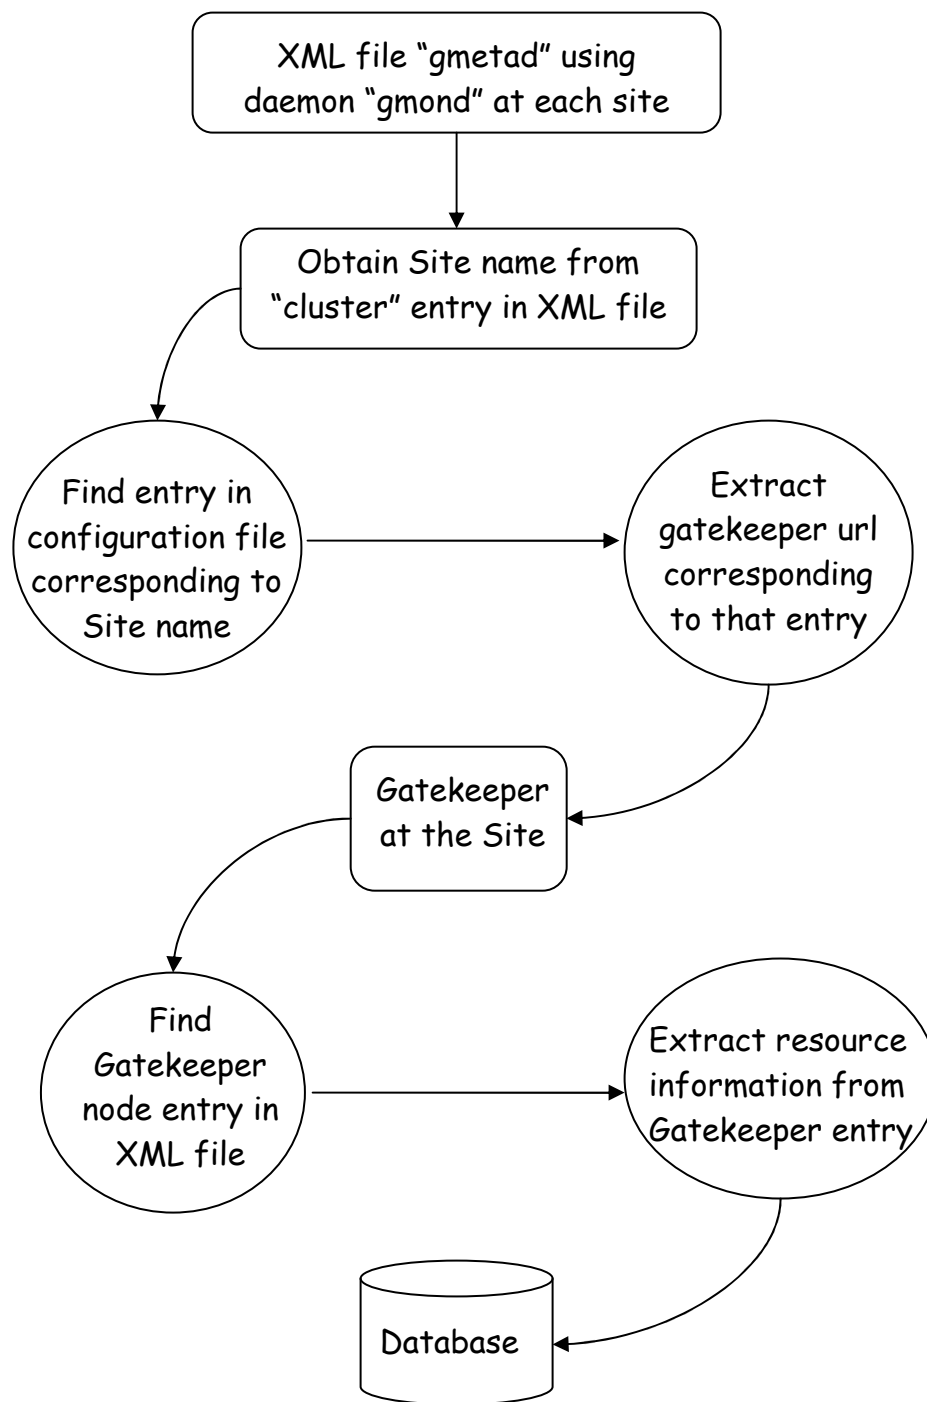 XML file “gmetad” using
daemon “gmond” at each site
Obtain Site name from
“cluster” entry in XML file
Find entry in
configuration file
corresponding to
Site name
Extract
gatekeeper url
corresponding
to that entry
Gatekeeper
at the Site
Find
Gatekeeper
node entry in
XML file
Extract resource
information from
Gatekeeper entry
Database